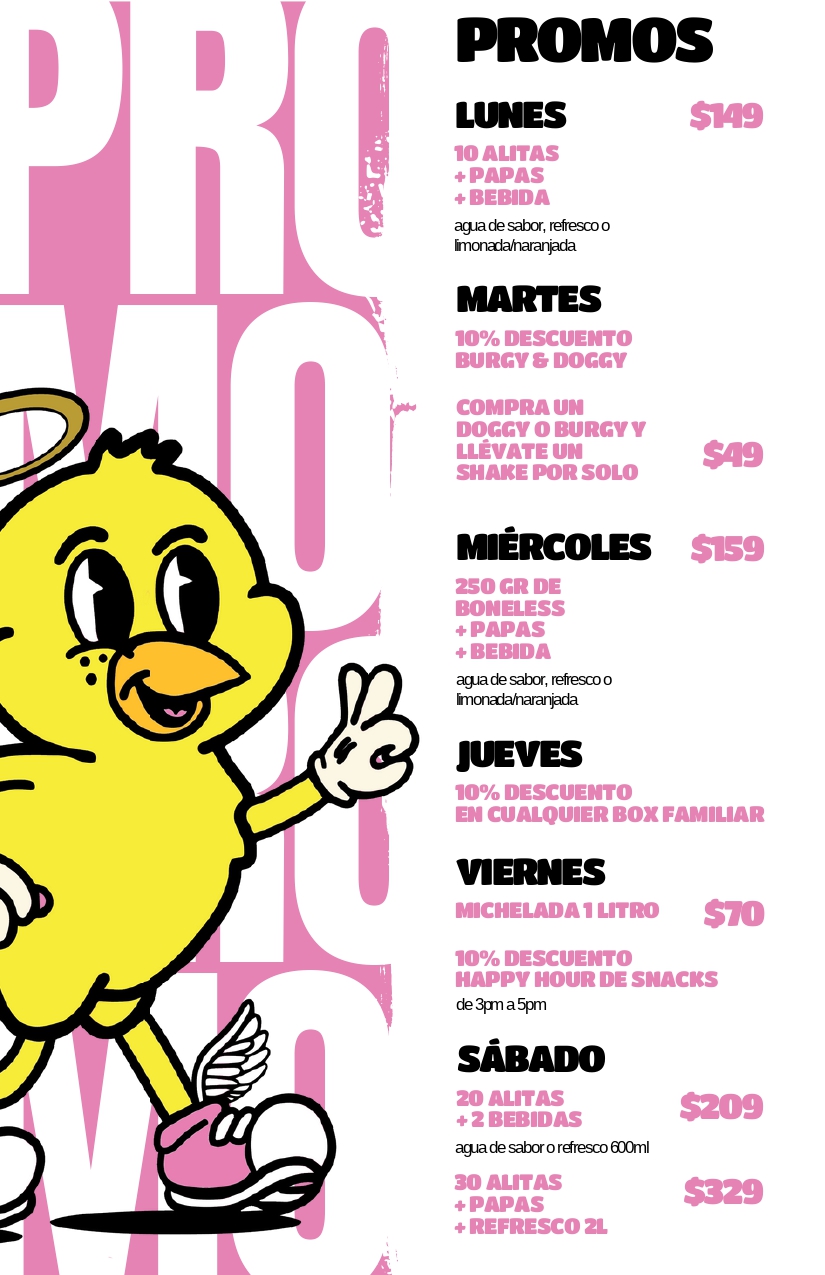 PRO
MO
PRO
MO
PROMOS
LUNES $149
10 ALITAS
+ PAPAS
+ BEBIDA
agua de sabor, refresco o
limonada/naranjada
MARTES
10% DESCUENTO
BURGY & DOGGY
COMPRA UN
DOGGY O BURGY Y
LLÉVATE UN
SHAKE POR SOLO $49
MIÉRCOLES $159
250 GR DE
BONELESS
+ PAPAS
+ BEBIDA
agua de sabor, refresco o
limonada/naranjada
JUEVES
10% DESCUENTO
EN CUALQUIER BOX FAMILIAR
VIERNES
MICHELADA 1 LITRO $70
10% DESCUENTO
HAPPY HOUR DE SNACKS
de 3pm a 5pm
SÁBADO
20 ALITAS
+ 2 BEBIDAS $209
agua de sabor o refresco 600ml
30 ALITAS
+ PAPAS $329
+ REFRESCO 2L